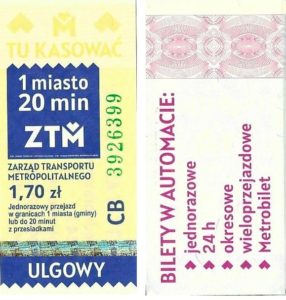 TU KASOWAĆ
1 miasto
20 min
ZTM
ZARZĄD TRANSPORTU
METROPOLITALNEGO
1,70 zł
Jednorazowy przejazd
w granicach 1 miasta (gminy)
lub do 20 minut
z przesiadkami
ULGOWY
CB 3926399
BILETY W AUTOMACIE:
jednorazowe
24 h
okresowe
wieloprzejazdowe
Metrobilet